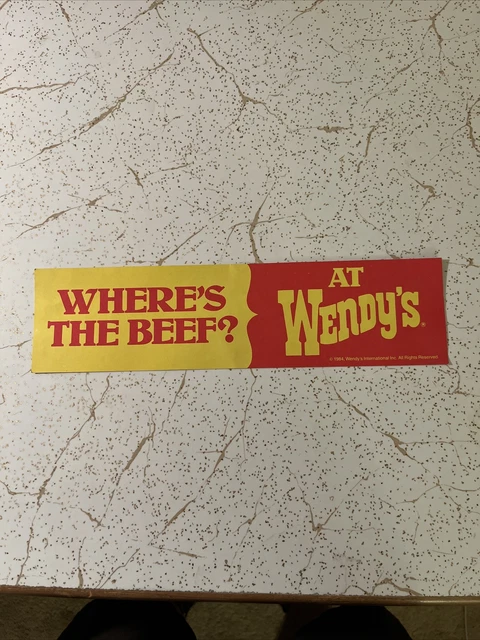 WHERE'S
THE BEEF?
AT
WENDY'S®
© 1984, Wendy's International Inc. All Rights Reserved